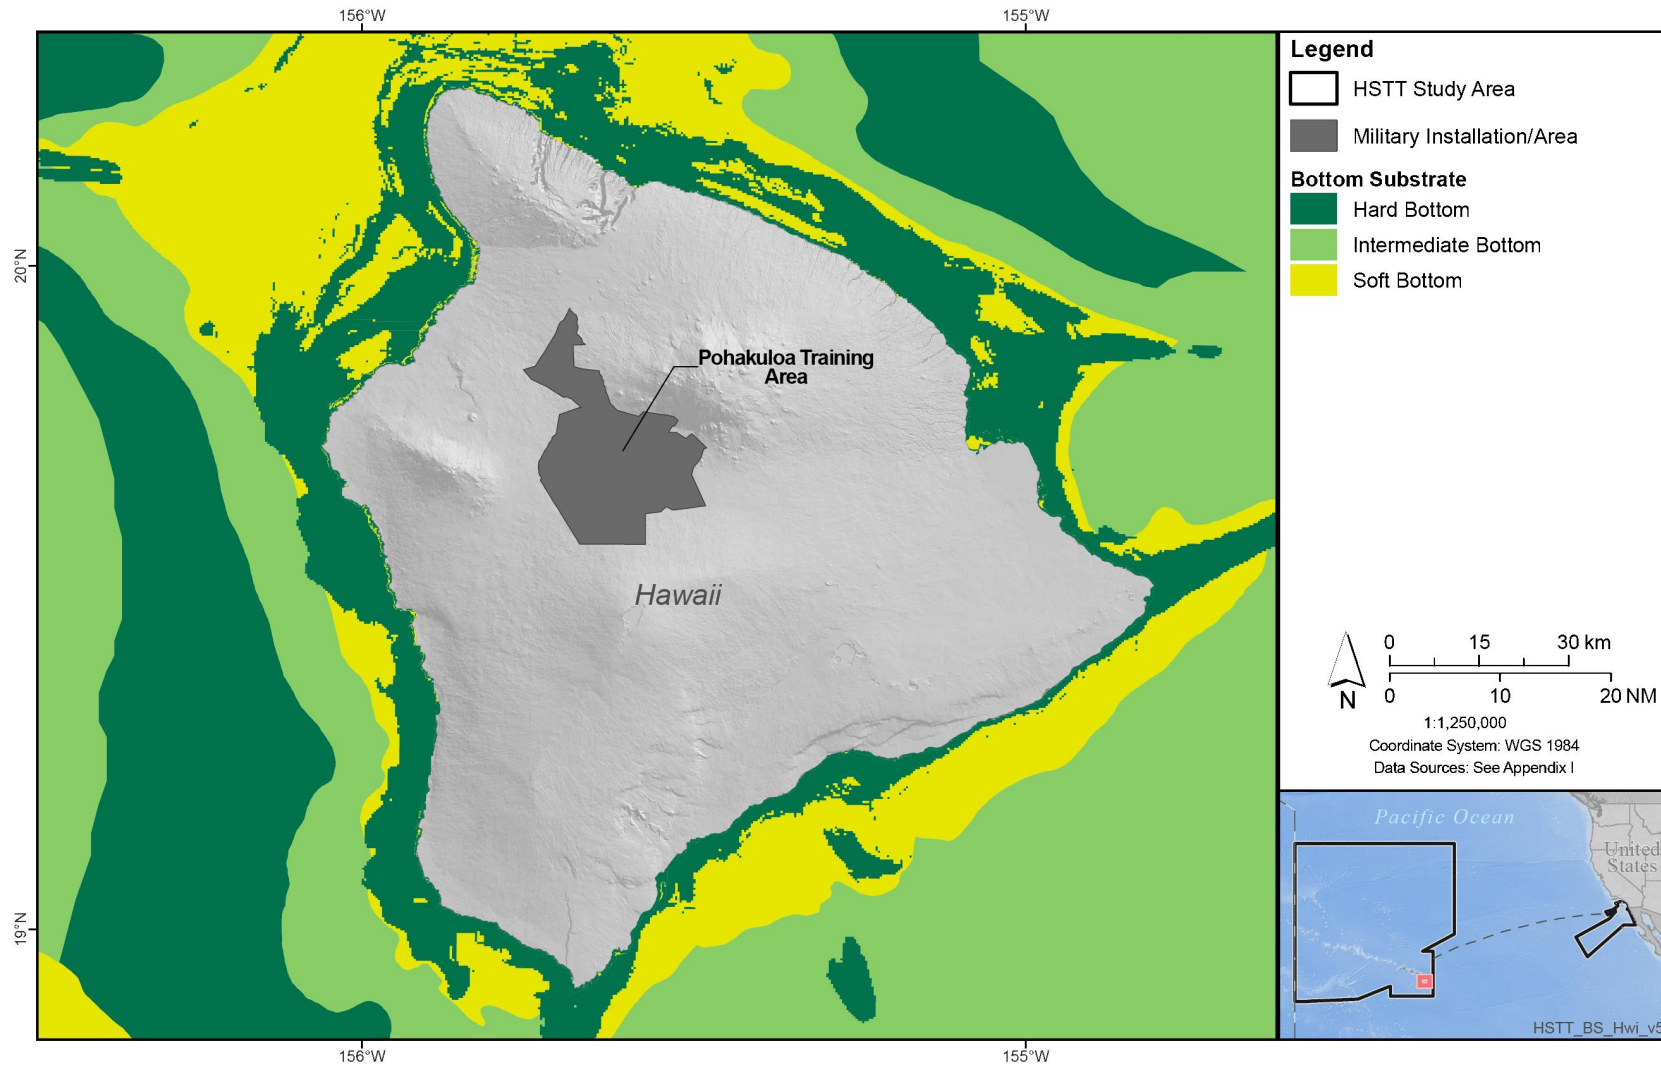 156°W
155°W
20°N
19°N
Pohakuloa Training
Area
Hawaii
156°W
155°W
Legend
HSTT Study Area
Military Installation/Area
Bottom Substrate
Hard Bottom
Intermediate Bottom
Soft Bottom
N
0 15 30 km
0 10 20 NM
1:1,250,000
Coordinate System: WGS 1984
Data Sources: See Appendix I
Pacific Ocean
United
States
HSTT_BS_Hwi_v5